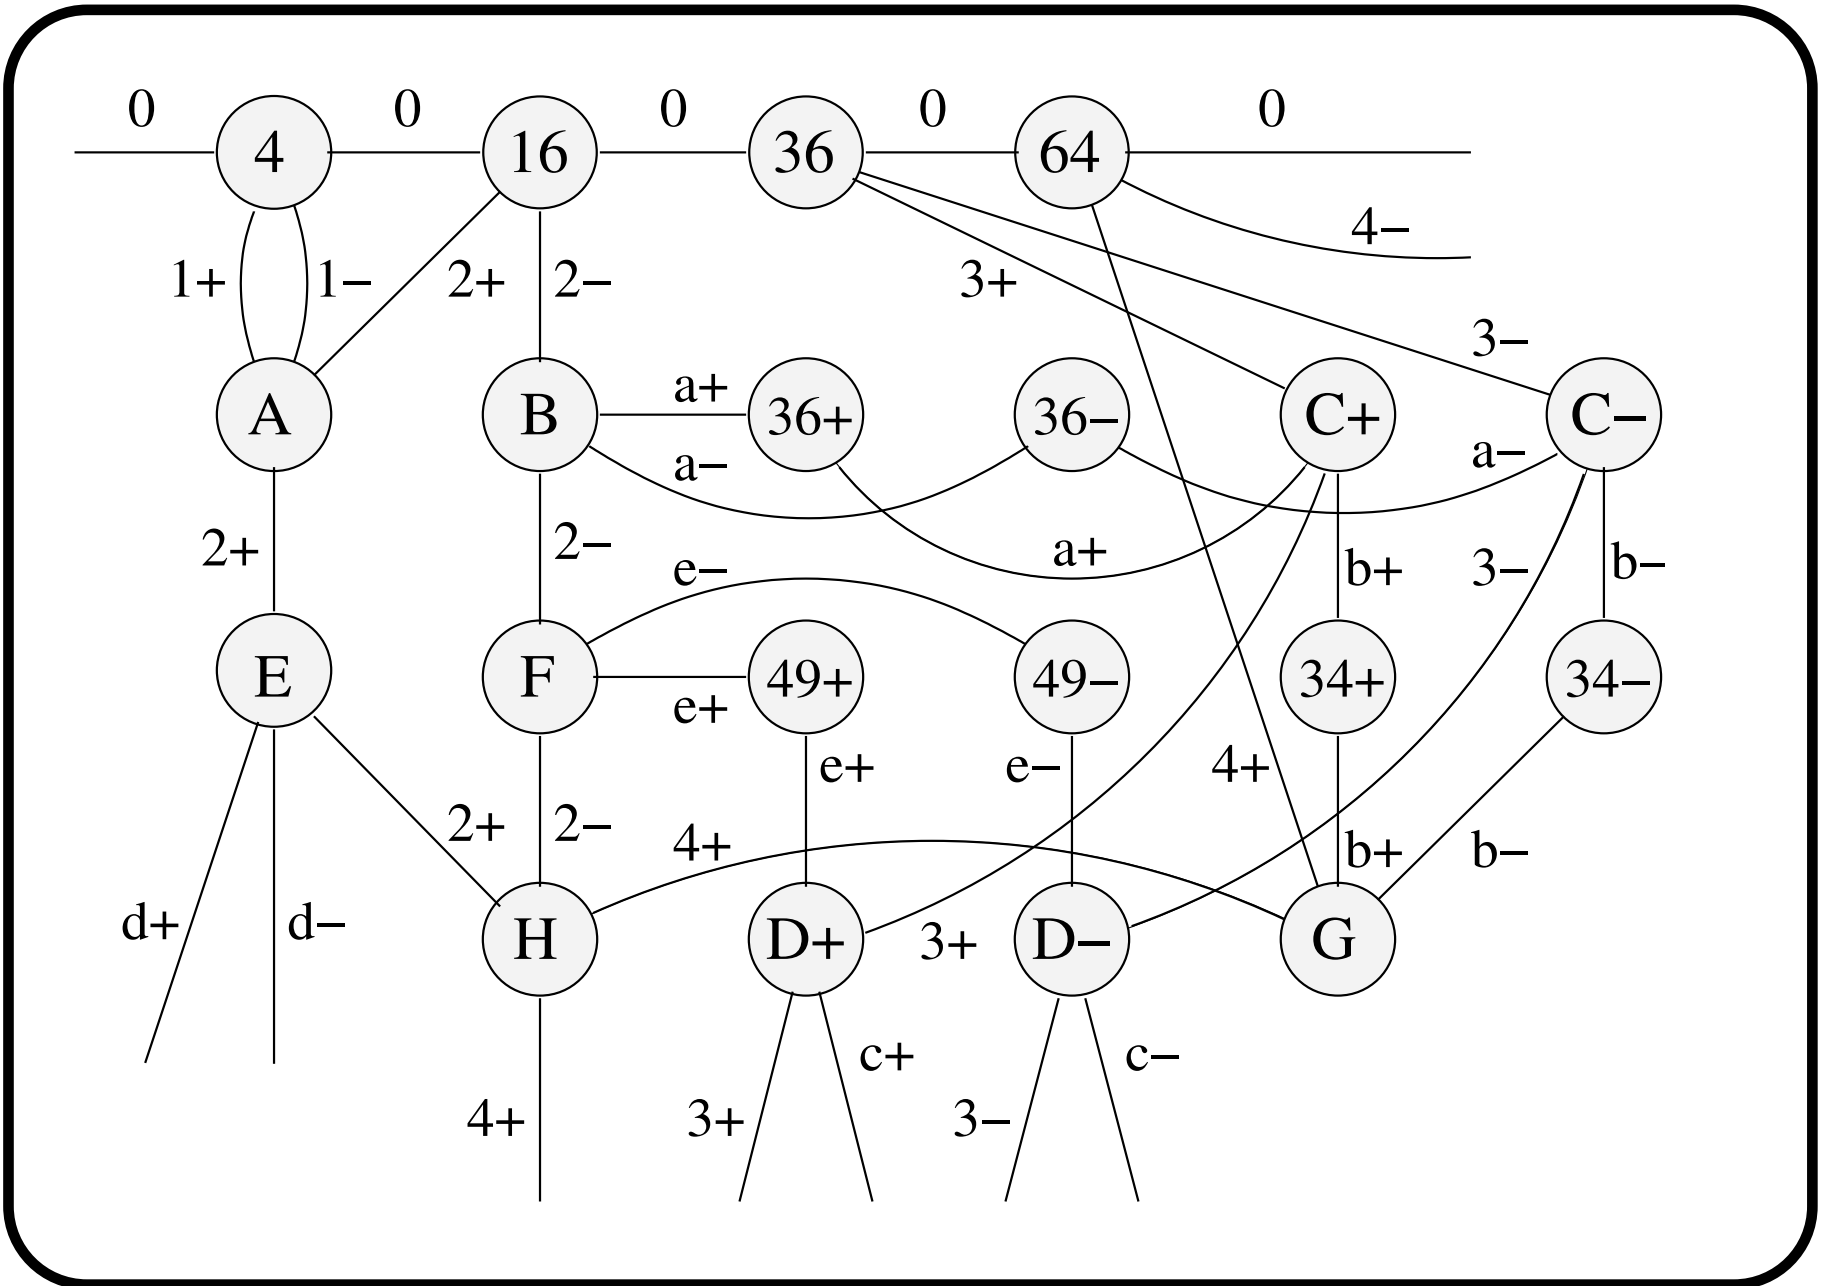 0 0 0 0 0
4 16 36 64
4−
1+ 1− 2+ 2− 3+
3−
A B a+ 36+ 36− C+ C−
a− a−
2+ 2− e− a+ b+ 3− b−
E F 49+ 49− 34+ 34−
e+
e+ e− 4+
2+ 2− 4+ b+ b−
d+ d− H D+ 3+ D− G
c+ c−
4+ 3+ 3−